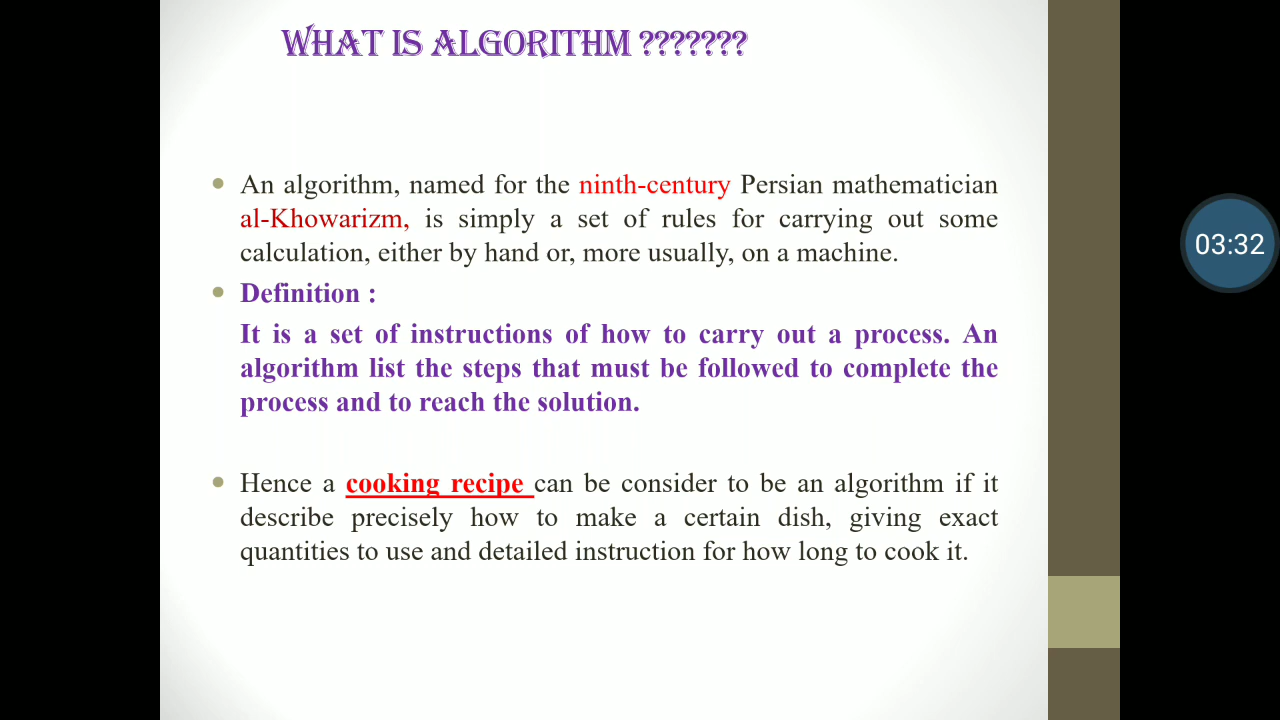 WHAT IS ALGORITHM ???????
An algorithm, named for the ninth-century Persian mathematician
al-Khowarizm, is simply a set of rules for carrying out some
calculation, either by hand or, more usually, on a machine.
03:32
Definition :
It is a set of instructions of how to carry out a process. An
algorithm list the steps that must be followed to complete the
process and to reach the solution.
Hence a cooking recipe can be consider to be an algorithm if it
describe precisely how to make a certain dish, giving exact
quantities to use and detailed instruction for how long to cook it.